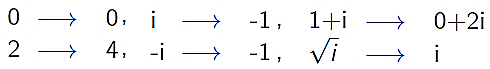 0 ⟶ 0, i ⟶ -1, 1+i ⟶ 0+2i
2 ⟶ 4, -i ⟶ -1, √i ⟶ i